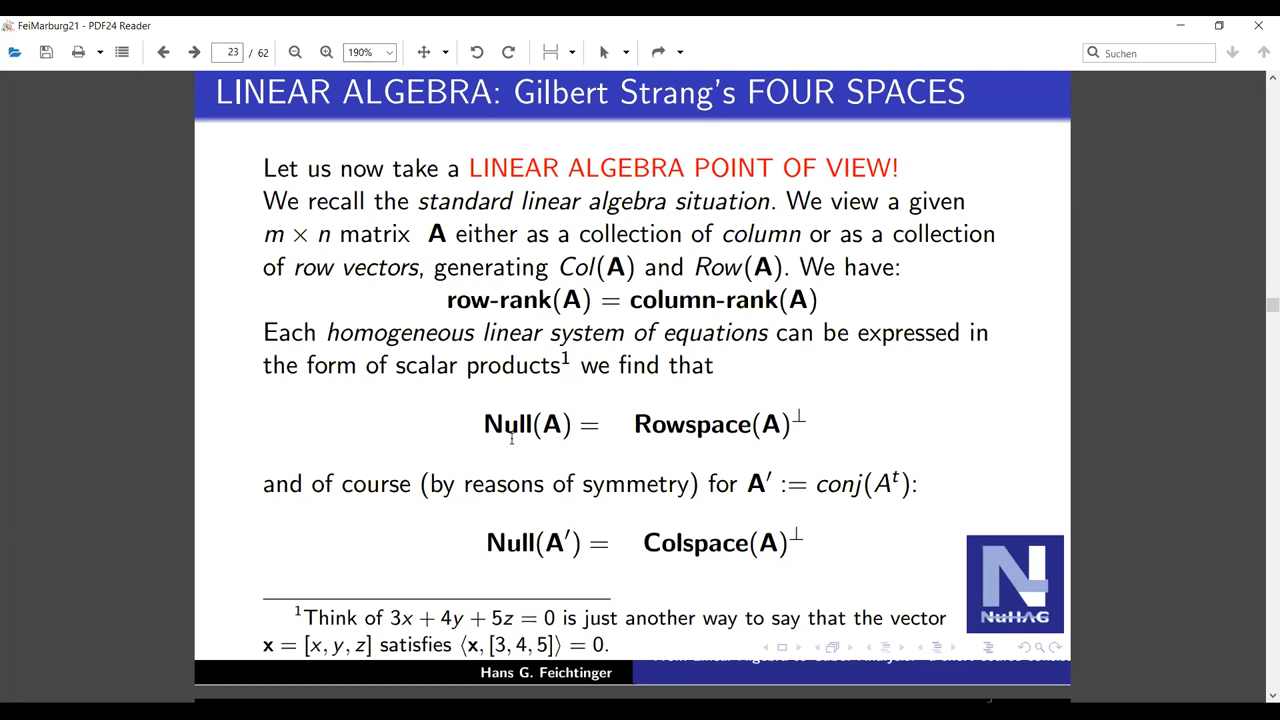 FeiMarburg21 - PDF24 Reader
23 / 62
190%
Suchen
LINEAR ALGEBRA: Gilbert Strang's FOUR SPACES
Let us now take a LINEAR ALGEBRA POINT OF VIEW!
We recall the standard linear algebra situation. We view a given
m × n matrix A either as a collection of column or as a collection
of row vectors, generating Col(A) and Row(A). We have:
row-rank(A) = column-rank(A)
Each homogeneous linear system of equations can be expressed in
the form of scalar products¹ we find that
Null(A) = Rowspace(A)⊥
and of course (by reasons of symmetry) for A′ := conj(Aᵗ):
Null(A′) = Colspace(A)⊥
NuHAG
¹Think of 3x + 4y + 5z = 0 is just another way to say that the vector
x = [x, y, z] satisfies ⟨x, [3, 4, 5]⟩ = 0.
Hans G. Feichtinger